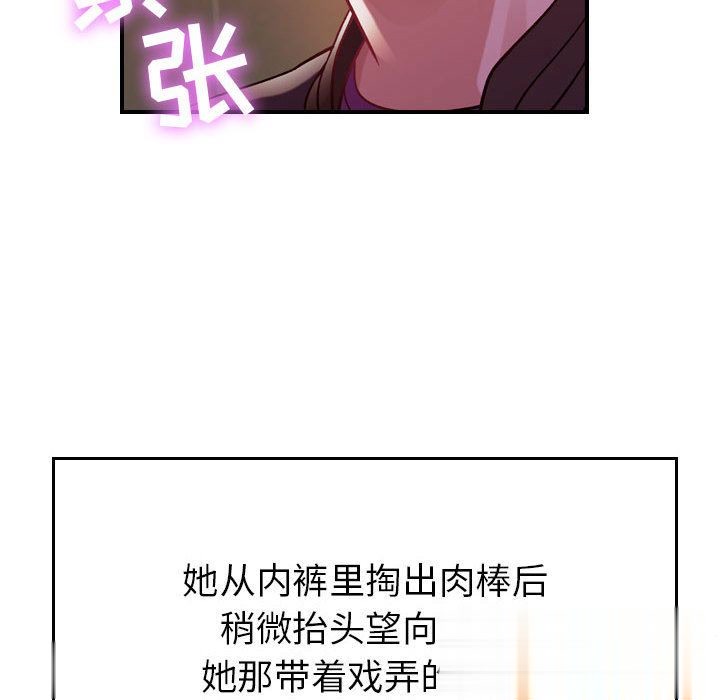 紧
张
她从内裤里掏出肉棒后
稍微抬头望向
她那带着戏弄的